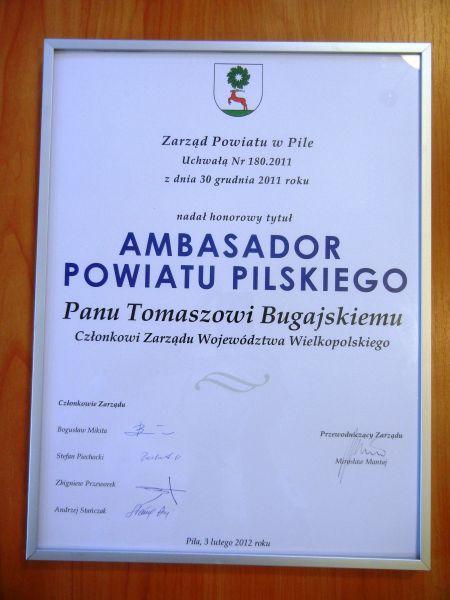 Zarząd Powiatu w Pile
Uchwałą Nr 180.2011
z dnia 30 grudnia 2011 roku
nadał honorowy tytuł
AMBASADOR
POWIATU PILSKIEGO
Panu Tomaszowi Bugajskiemu
Członkowi Zarządu Województwa Wielkopolskiego
Członkowie Zarządu
Bogusław Mikita
Stefan Piechocki
Zbigniew Przeworek
Andrzej Stańczak
Przewodniczący Zarządu
Mirosław Mantaj
Piła, 3 lutego 2012 roku